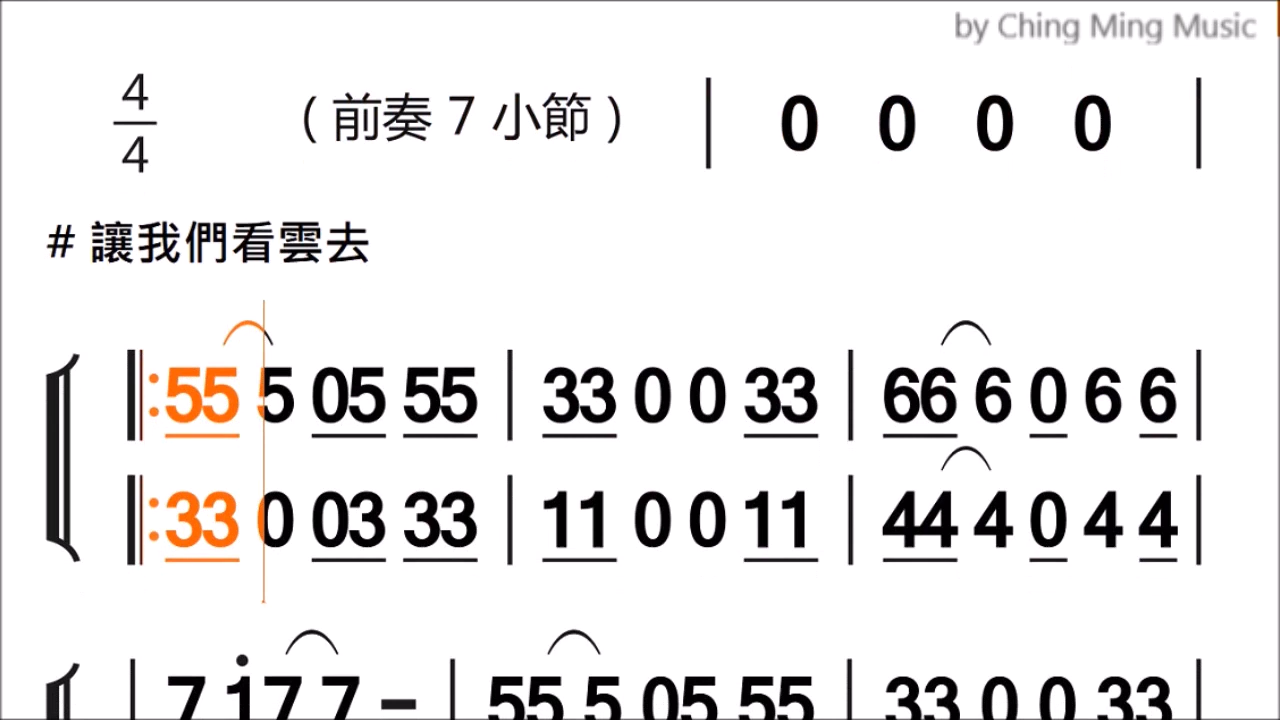 by Ching Ming Music
4/4 (前奏 7 小節) | 0 0 0 0 |
# 讓我們看雲去
‖:55 5 05 55 | 33 0 0 33 | 66 6 0 6 6 |
‖:33 0 03 33 | 11 0 0 11 | 44 4 0 4 4 |
| 7 i7 7 – | 55 5 05 55 | 33 0 0 33 |